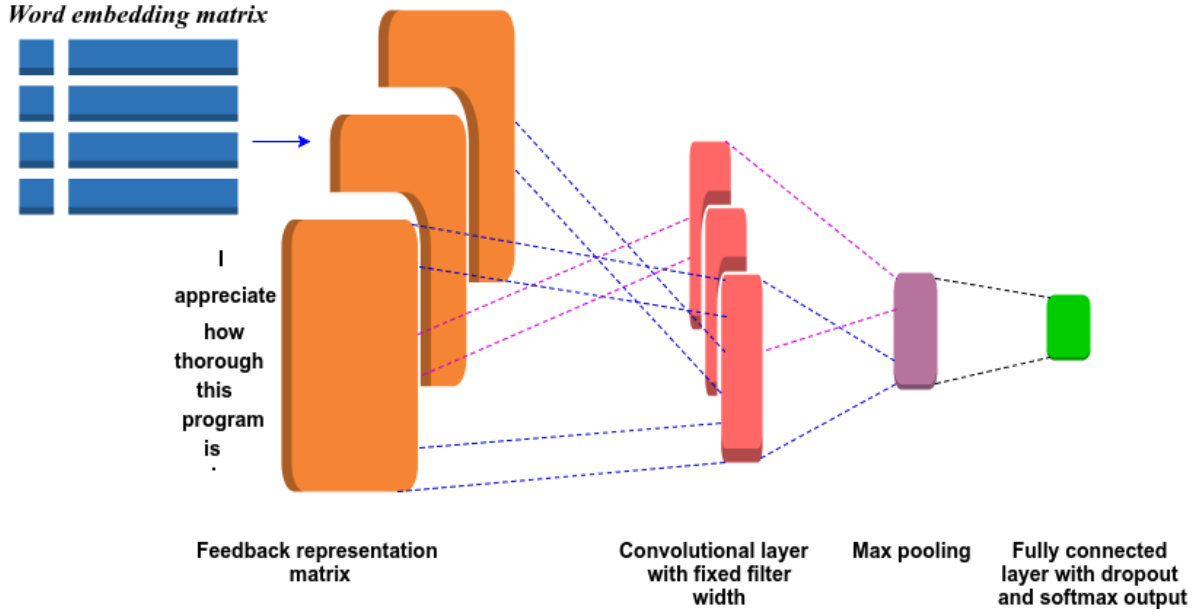 Word embedding matrix
I
appreciate
how
thorough
this
program
is
.
Feedback representation
matrix
Convolutional layer
with fixed filter
width
Max pooling
Fully connected
layer with dropout
and softmax output